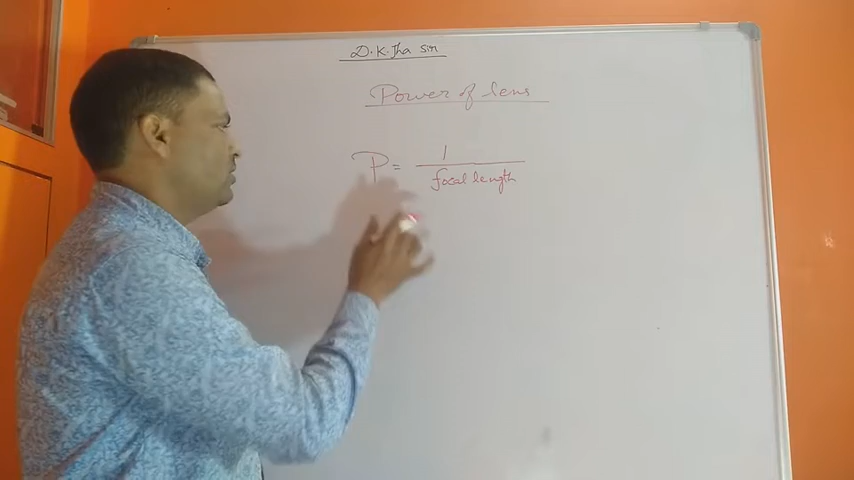 D.K.Jha Sir
Power of lens
P = 1
focal length